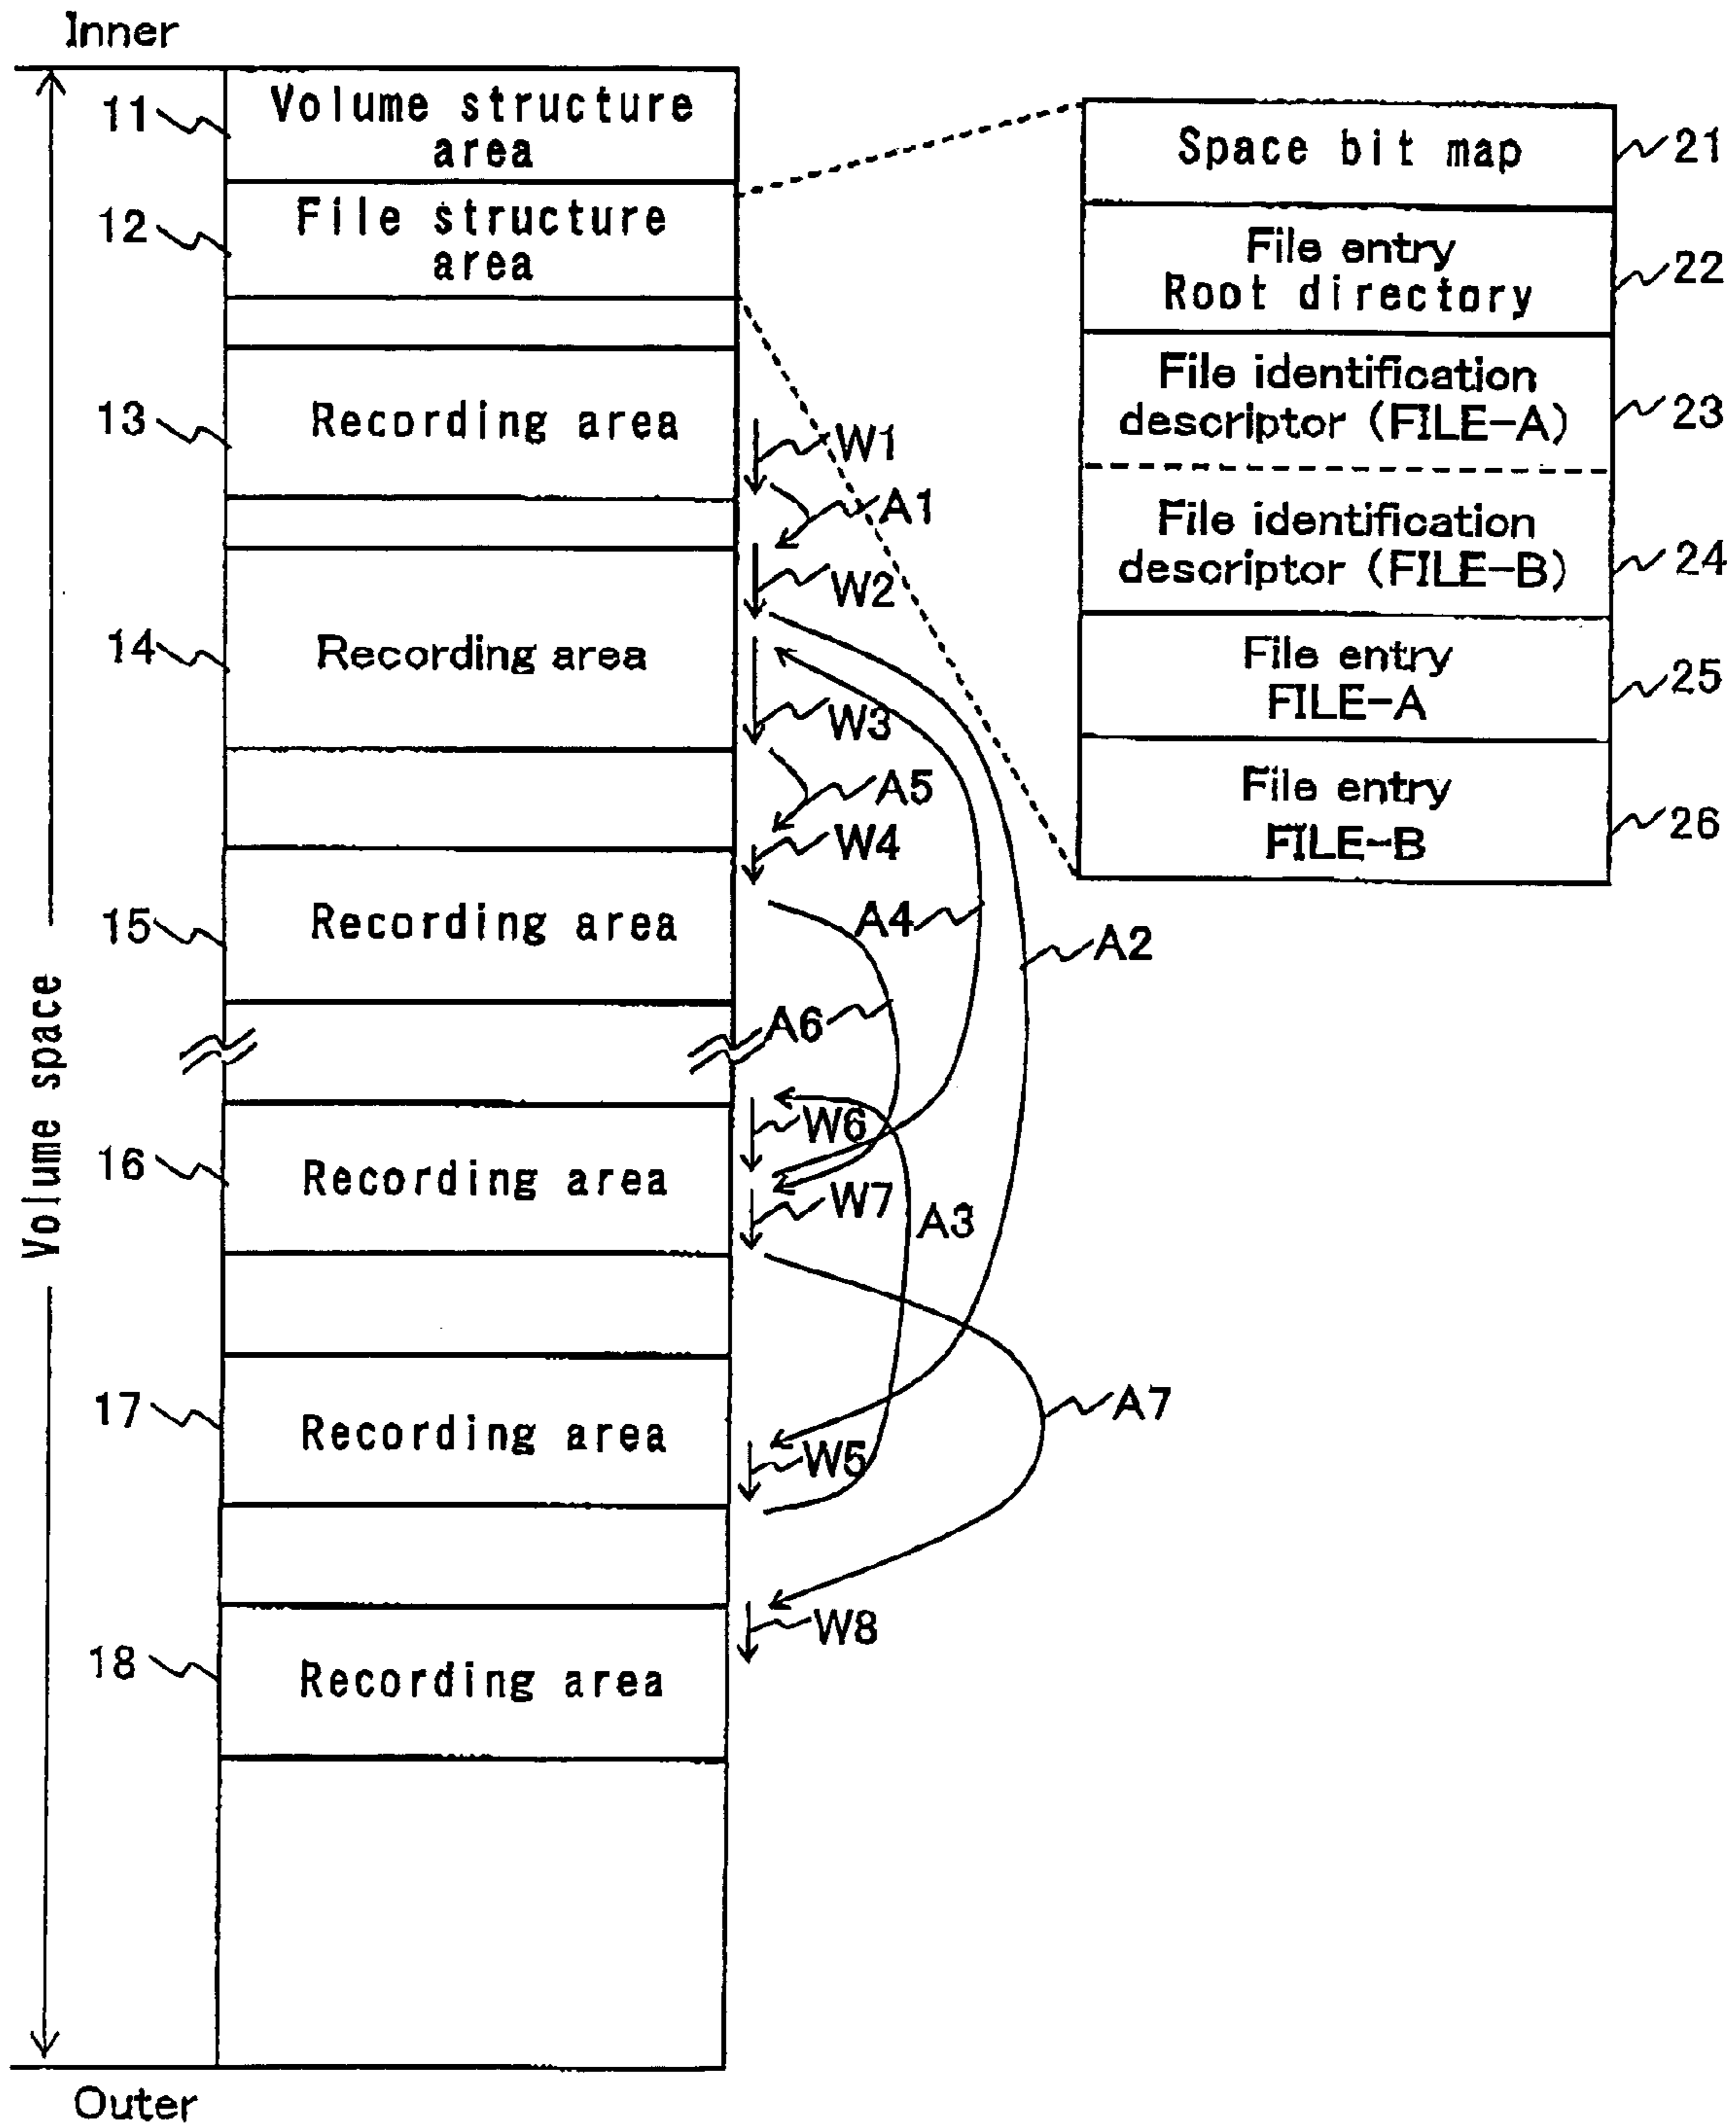 Inner
11
Volume structure
area
12
File structure
area
13
Recording area
14
Recording area
15
Recording area
16
Recording area
17
Recording area
18
Recording area
Volume space
Outer
W1
A1
W2
W3
A5
W4
A4
A2
A6
W6
W7
A3
A7
W5
W8
Space bit map
21
File entry
Root directory
22
File identification
descriptor (FILE-A)
23
File identification
descriptor (FILE-B)
24
File entry
FILE-A
25
File entry
FILE-B
26